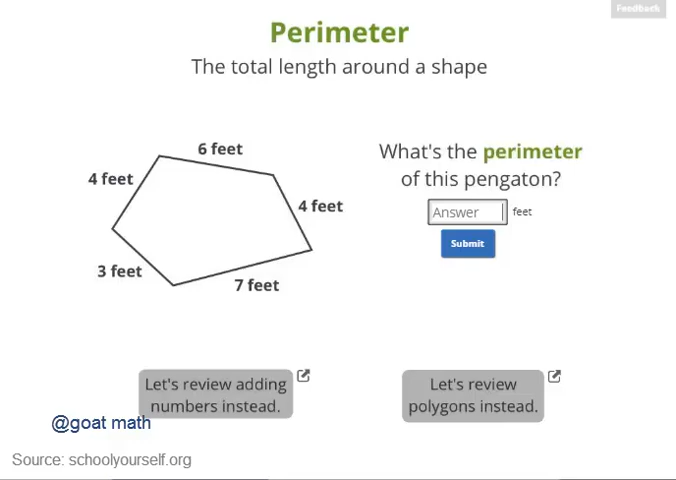 Feedback
Perimeter
The total length around a shape
6 feet
4 feet
4 feet
3 feet
7 feet
What's the perimeter
of this pengaton?
Answer feet
Submit
Let's review adding
numbers instead.
Let's review
polygons instead.
@goat math
Source: schoolyourself.org